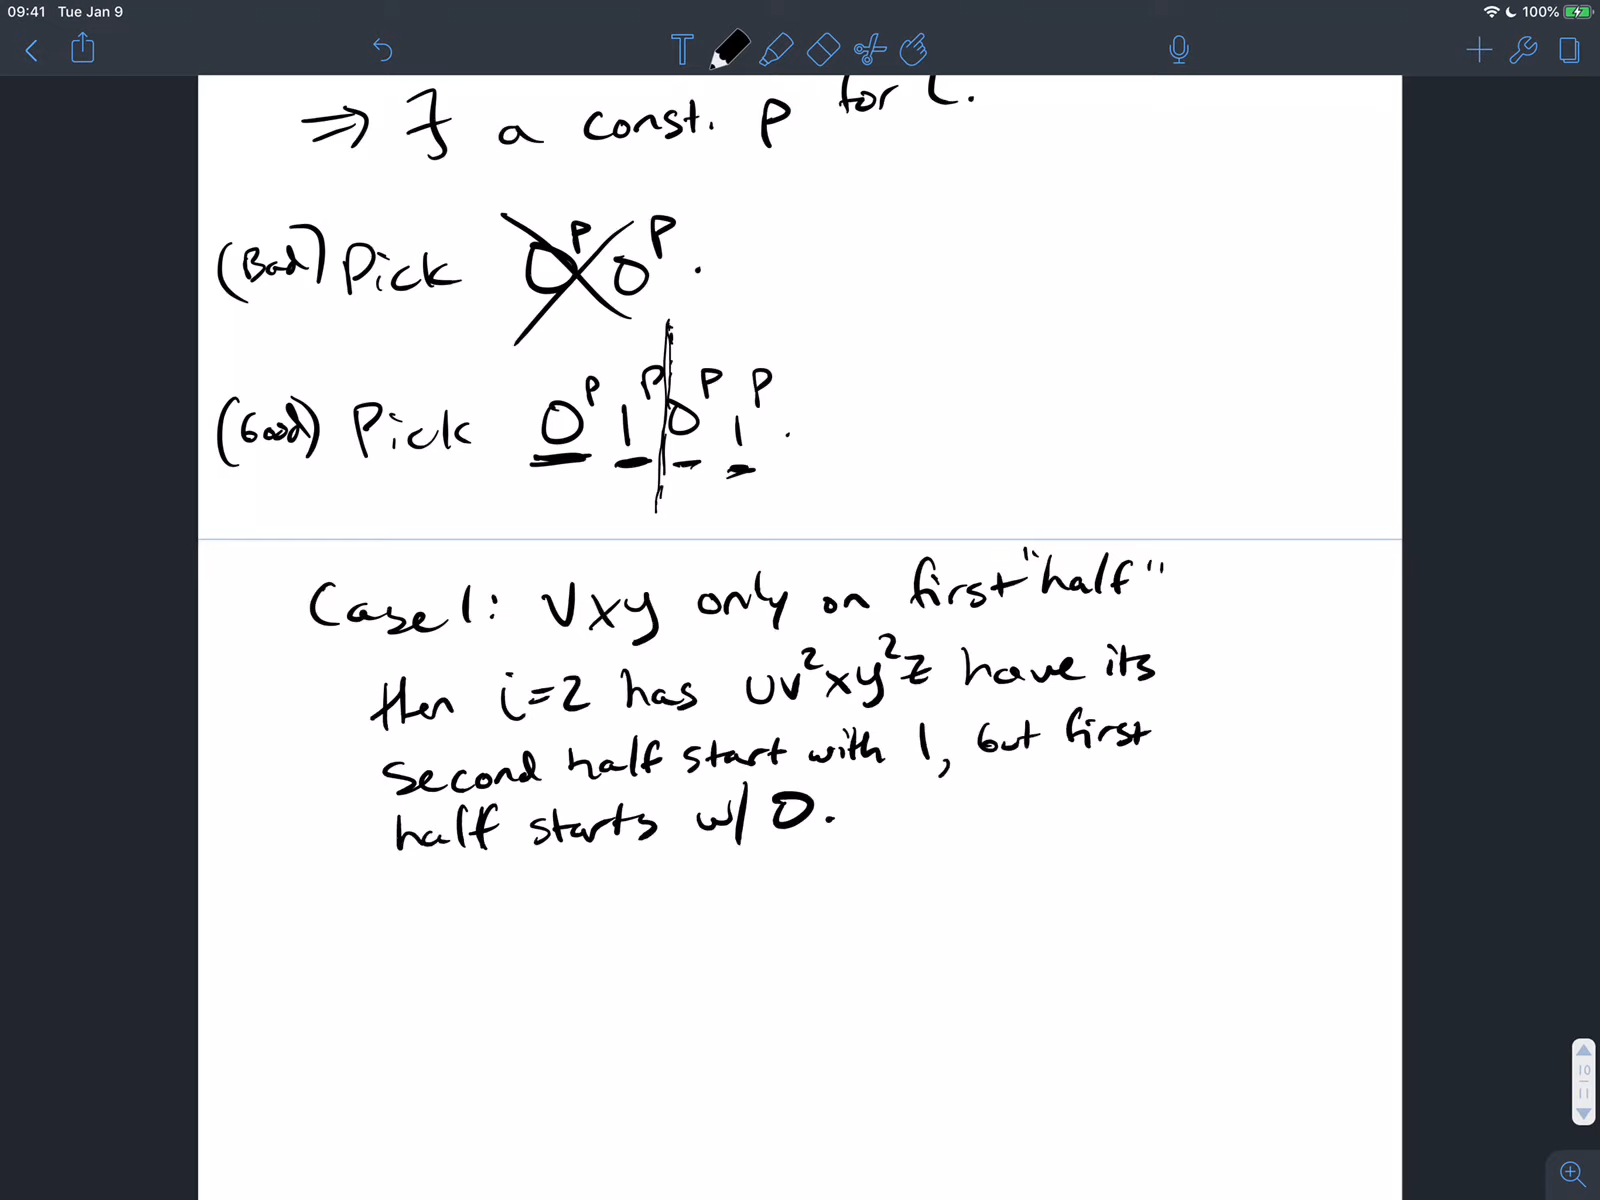 09:41 Tue Jan 9
100%
T
⇒ ∃ a const. p for L.
(Bad) Pick 0^p 0^p.
(Good) Pick 0^p 1^p 0^p 1^p.
Case 1: vxy only on first "half"
then i=2 has uv²xy²z have its
second half start with 1, but first
half starts w/ 0.
10
11